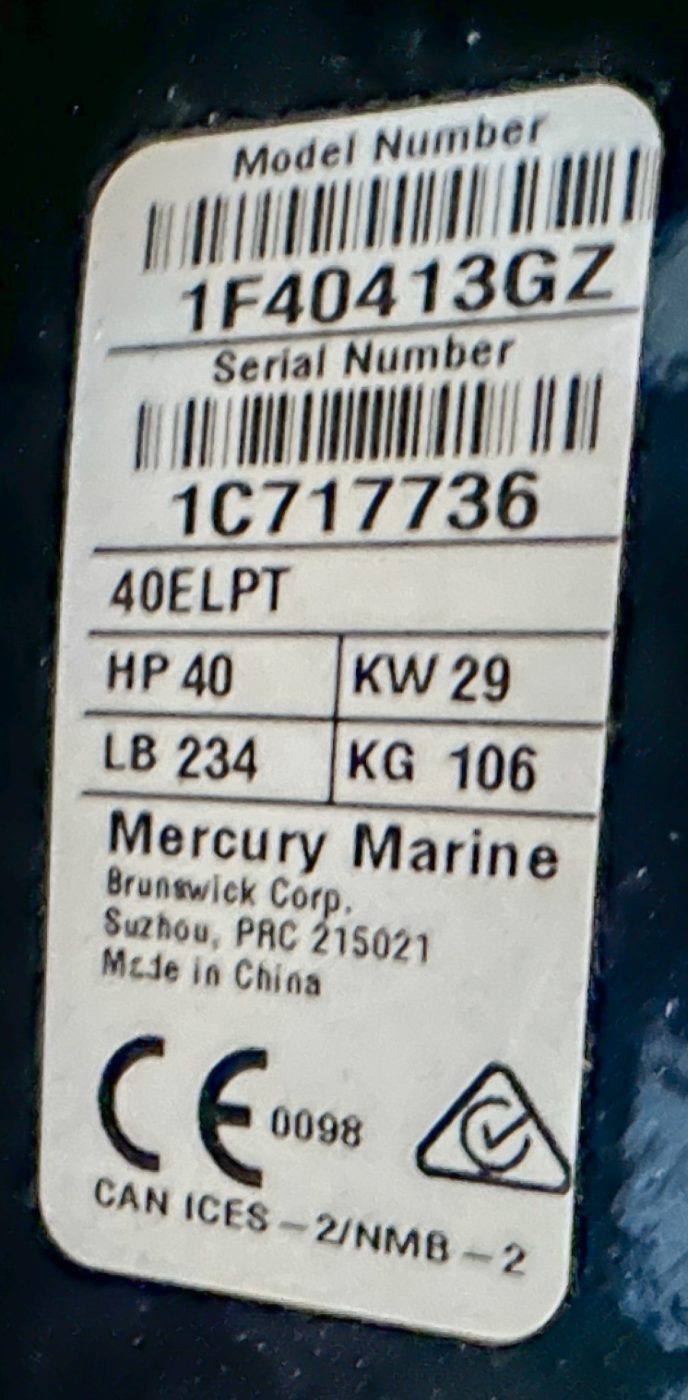 Model Number
1F40413GZ
Serial Number
1C717736
40ELPT
HP 40 KW 29
LB 234 KG 106
Mercury Marine
Brunswick Corp.
Suzhou, PRC 215021
Made in China
CE 0098
CAN ICES - 2/NMB - 2